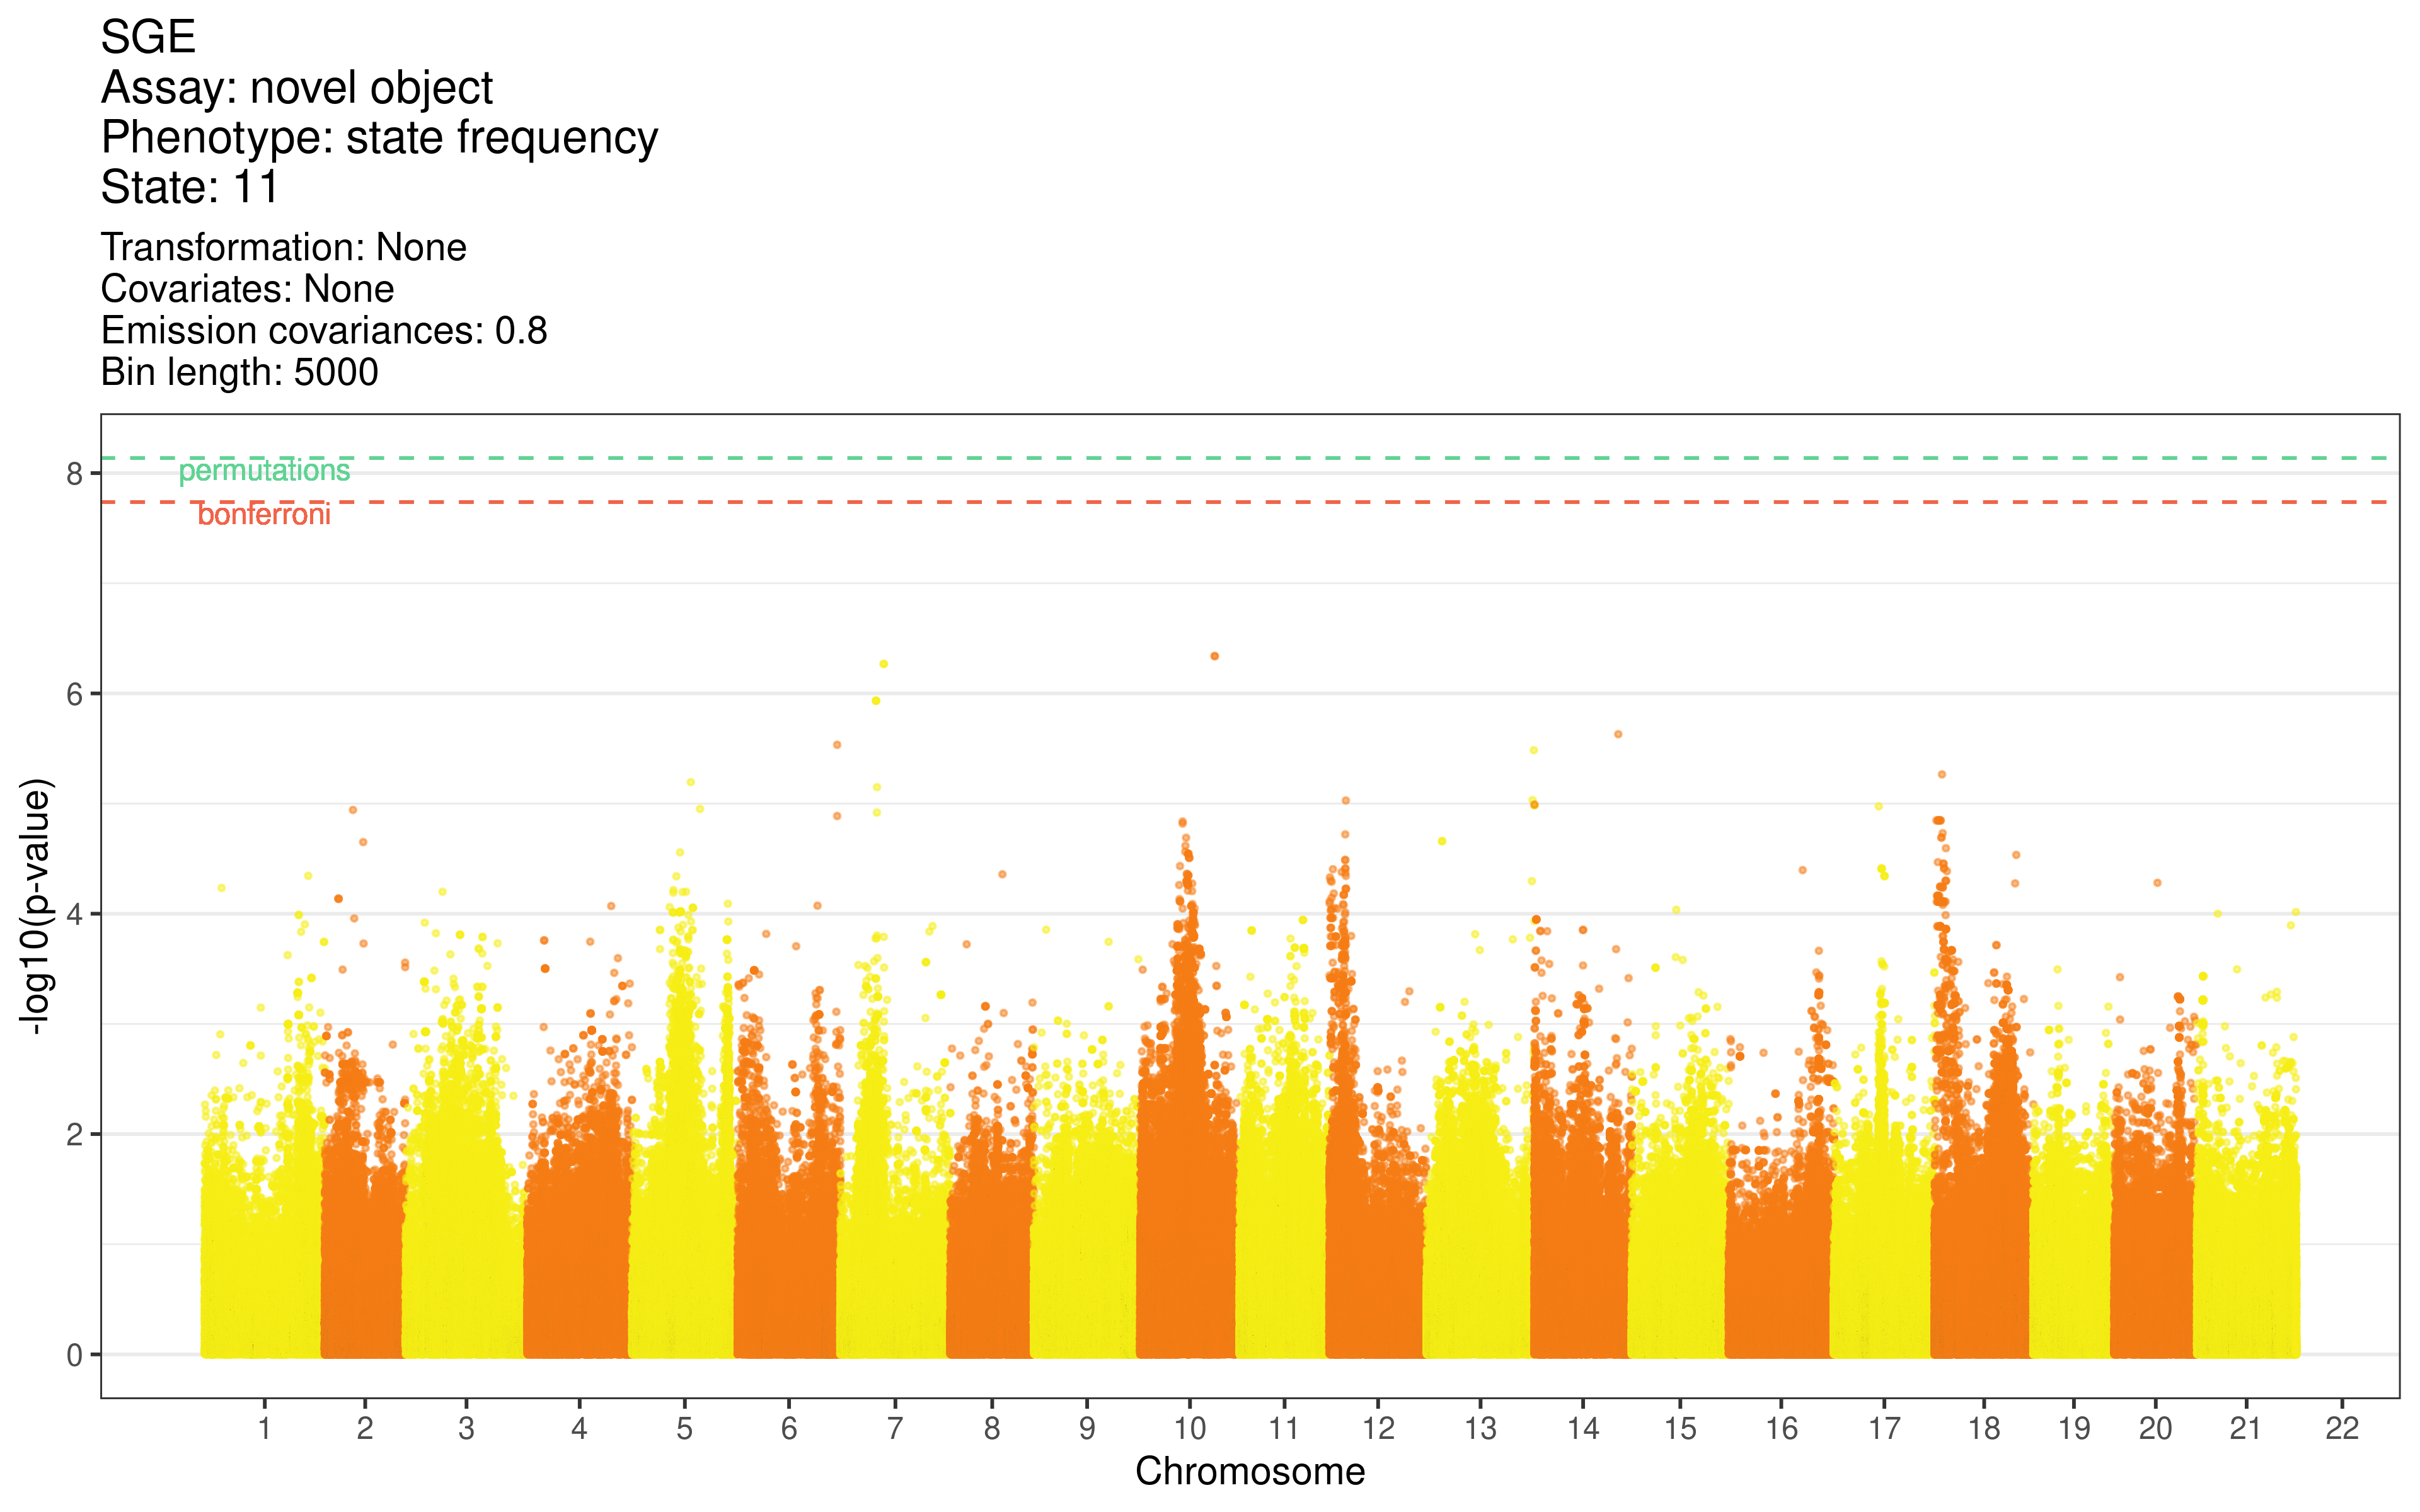 SGE
Assay: novel object
Phenotype: state frequency
State: 11
Transformation: None
Covariates: None
Emission covariances: 0.8
Bin length: 5000
8
permutations
bonferroni
6
4
2
0
-log10(p-value)
1 2 3 4 5 6 7 8 9 10 11 12 13 14 15 16 17 18 19 20 21 22
Chromosome